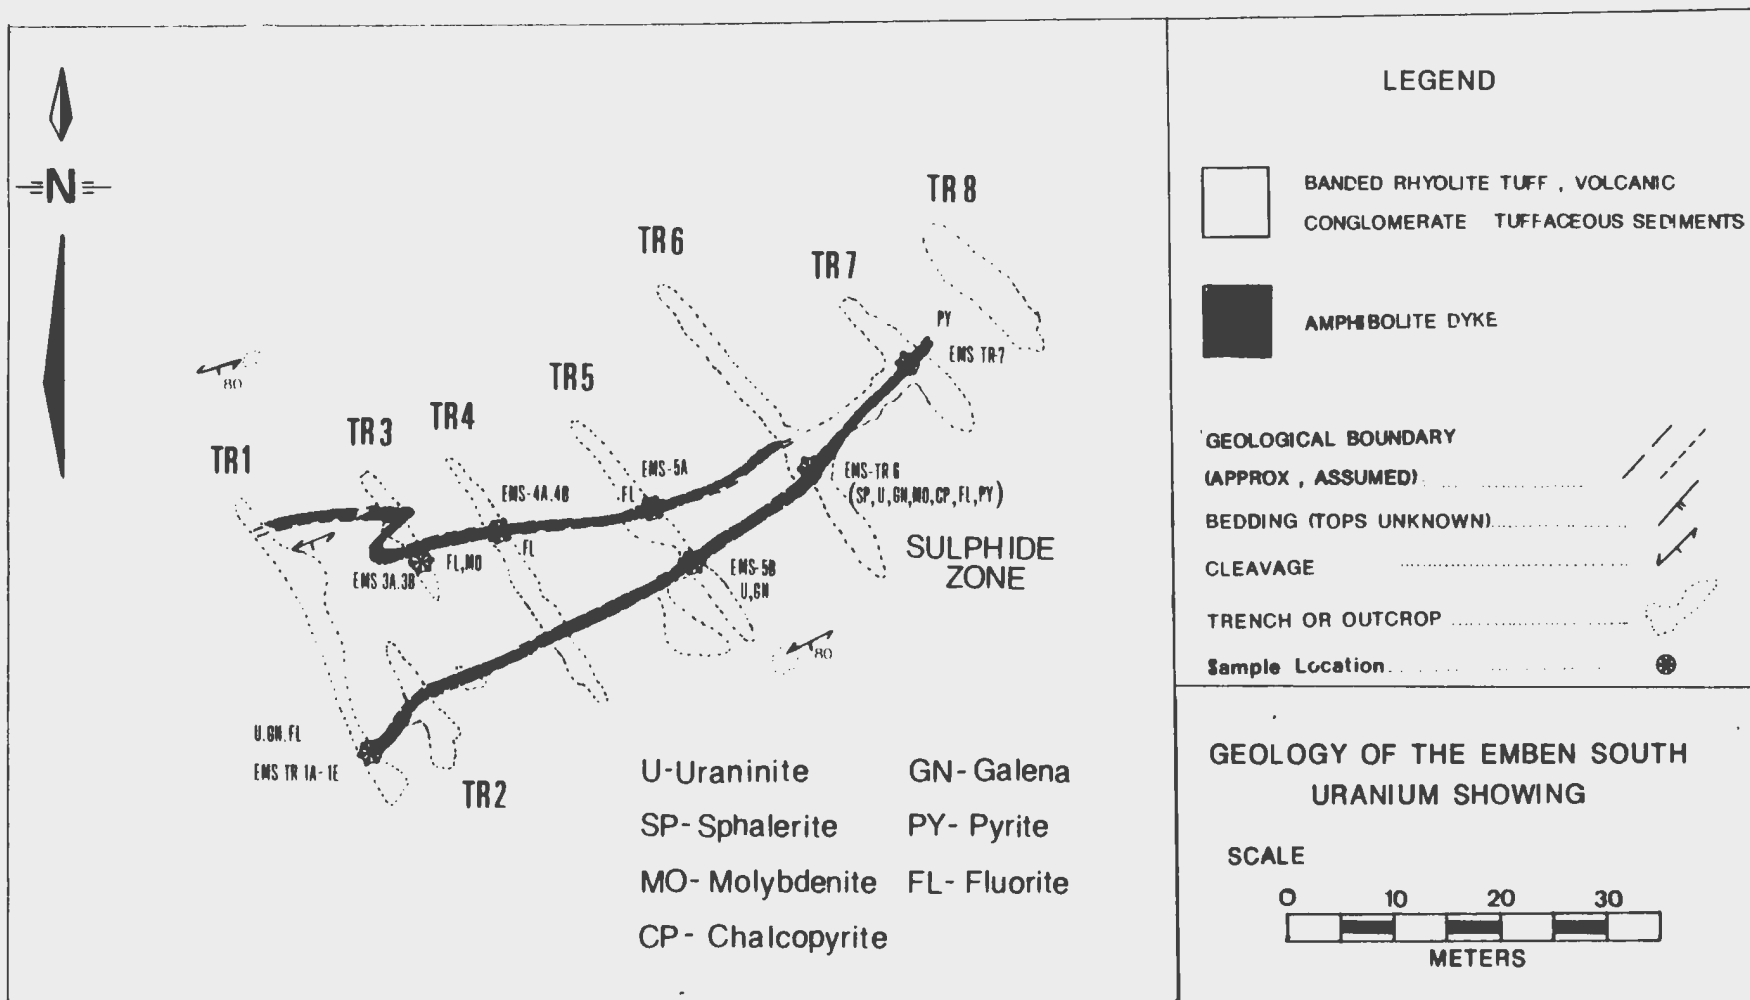 N
TR 8
TR 6
TR 7
PY
EMS TR-7
80
TR 5
TR 4
TR 3
TR 1
EMS-5A
FL
EMS-4A.4B
FL
EMS-TR 6
(SP,U,GN,MO,CP,FL,PY)
SULPHIDE
ZONE
EMS 3A.3B
FL,MO
EMS-5B
U,GN
80
U.GN.FL
EMS TR 1A-1E
TR 2
U-Uraninite
GN-Galena
SP-Sphalerite
PY-Pyrite
MO-Molybdenite
FL-Fluorite
CP-Chalcopyrite
LEGEND
BANDED RHYOLITE TUFF , VOLCANIC
CONGLOMERATE TUFFACEOUS SEDIMENTS
AMPHIBOLITE DYKE
GEOLOGICAL BOUNDARY
(APPROX , ASSUMED)
BEDDING (TOPS UNKNOWN)
CLEAVAGE
TRENCH OR OUTCROP
Sample Location
GEOLOGY OF THE EMBEN SOUTH
URANIUM SHOWING
SCALE
0 10 20 30
METERS